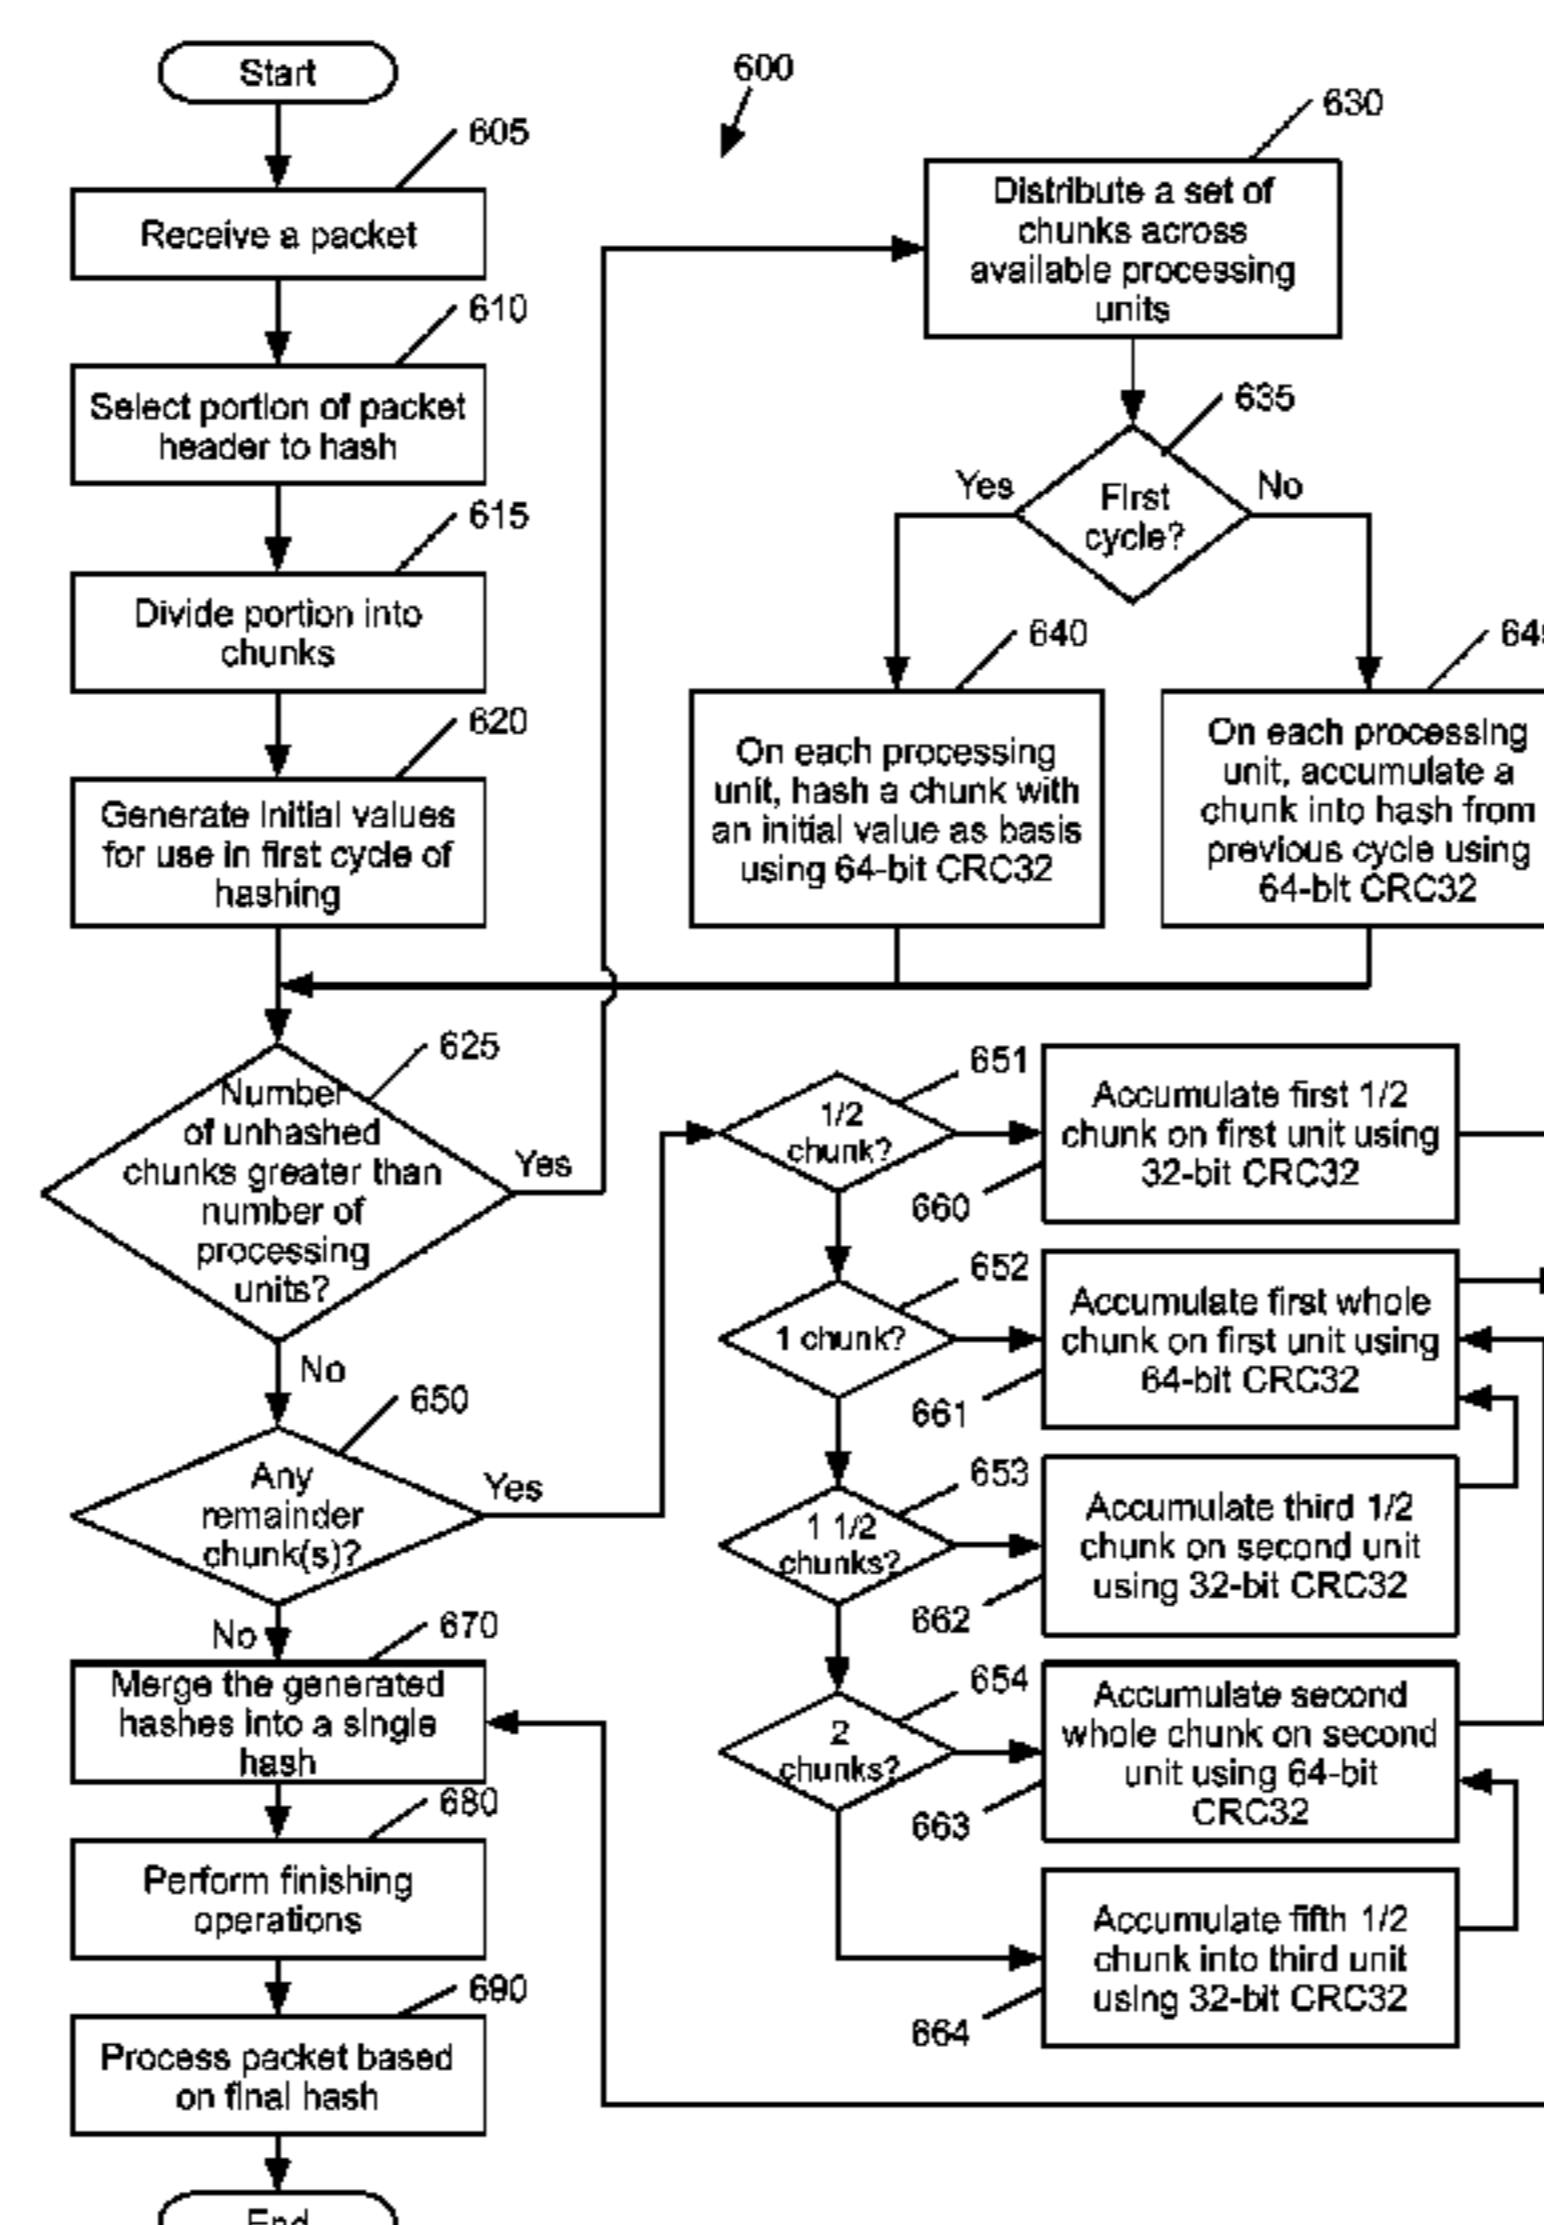 Start
605
Receive a packet
610
Select portion of packet
header to hash
615
Divide portion into
chunks
620
Generate initial values
for use in first cycle of
hashing
625
Number
of unhashed
chunks greater than
number of
processing
units?
Yes
No
650
Any
remainder
chunk(s)?
Yes
No
670
Merge the generated
hashes into a single
hash
680
Perform finishing
operations
690
Process packet based
on final hash
End
600
630
Distribute a set of
chunks across
available processing
units
635
Yes
First
cycle?
No
640
On each processing
unit, hash a chunk with
an initial value as basis
using 64-bit CRC32
On each processing
unit, accumulate a
chunk into hash from
previous cycle using
64-bit CRC32
651
1/2
chunk?
660
Accumulate first 1/2
chunk on first unit using
32-bit CRC32
652
1 chunk?
661
Accumulate first whole
chunk on first unit using
64-bit CRC32
653
1 1/2
chunks?
662
Accumulate third 1/2
chunk on second unit
using 32-bit CRC32
654
2
chunks?
663
Accumulate second
whole chunk on second
unit using 64-bit
CRC32
664
Accumulate fifth 1/2
chunk into third unit
using 32-bit CRC32